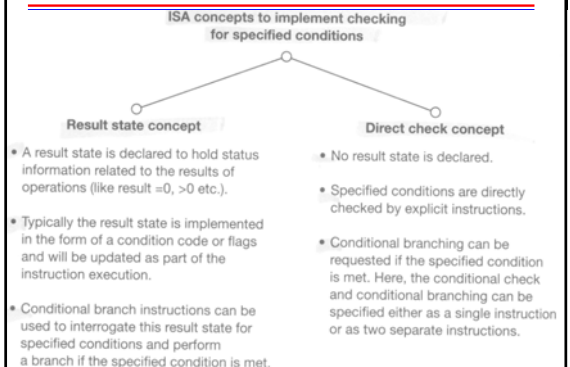 ISA concepts to implement checking
for specified conditions
Result state concept
• A result state is declared to hold status
information related to the results of
operations (like result =0, >0 etc.).
• Typically the result state is implemented
in the form of a condition code or flags
and will be updated as part of the
instruction execution.
• Conditional branch instructions can be
used to interrogate this result state for
specified conditions and perform
a branch if the specified condition is met.
Direct check concept
• No result state is declared.
• Specified conditions are directly
checked by explicit instructions.
• Conditional branching can be
requested if the specified condition
is met. Here, the conditional check
and conditional branching can be
specified either as a single instruction
or as two separate instructions.